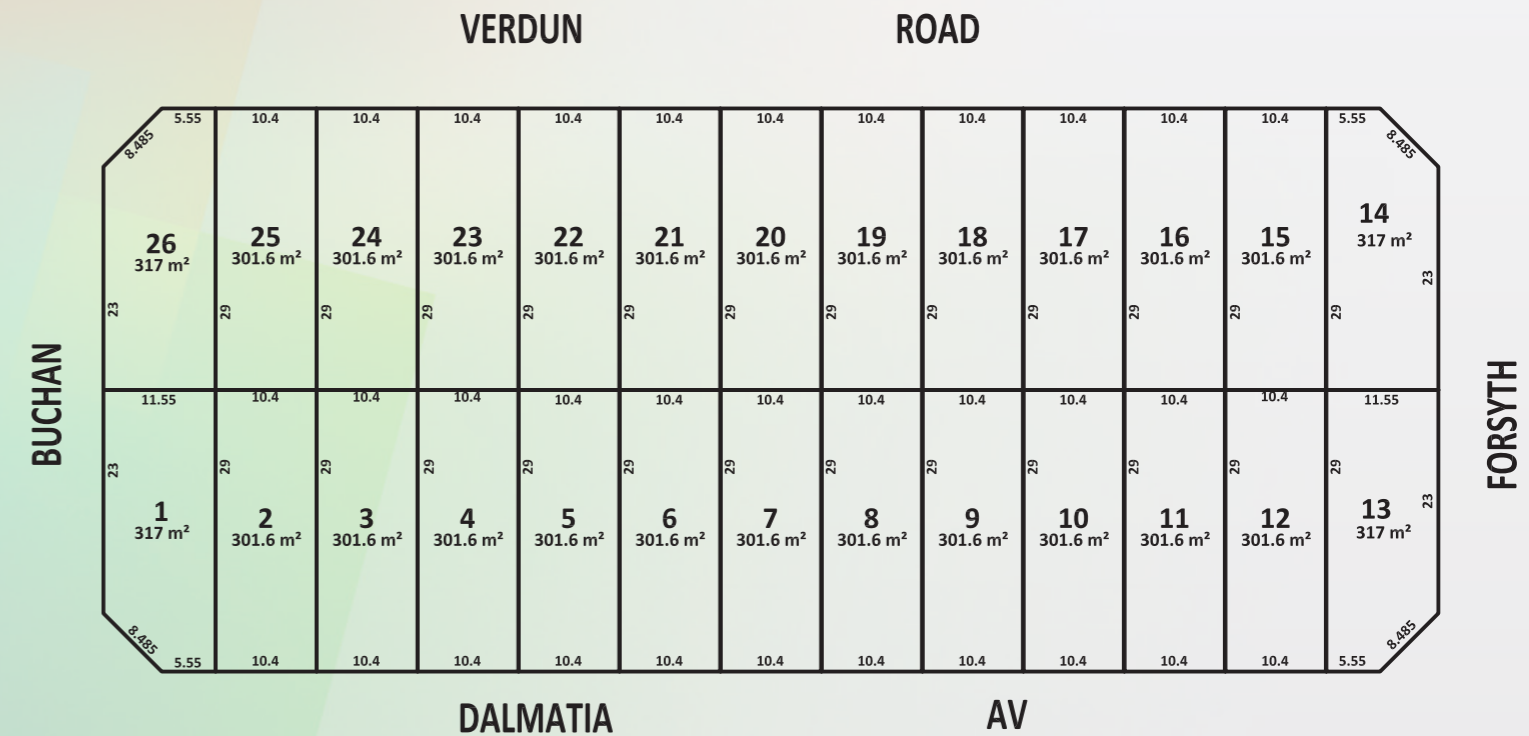 VERDUN ROAD
5.55 10.4 10.4 10.4 10.4 10.4 10.4 10.4 10.4 10.4 10.4 10.4 5.55
8.485 8.485
26 25 24 23 22 21 20 19 18 17 16 15 14
317 m² 301.6 m² 301.6 m² 301.6 m² 301.6 m² 301.6 m² 301.6 m² 301.6 m² 301.6 m² 301.6 m² 301.6 m² 301.6 m² 317 m²
23 29 29 29 29 29 29 29 29 29 29 29 29 23
BUCHAN
FORSYTH
11.55 10.4 10.4 10.4 10.4 10.4 10.4 10.4 10.4 10.4 10.4 10.4 11.55
23 29 29 29 29 29 29 29 29 29 29 29 29 23
1 2 3 4 5 6 7 8 9 10 11 12 13
317 m² 301.6 m² 301.6 m² 301.6 m² 301.6 m² 301.6 m² 301.6 m² 301.6 m² 301.6 m² 301.6 m² 301.6 m² 301.6 m² 317 m²
8.485 8.485
5.55 10.4 10.4 10.4 10.4 10.4 10.4 10.4 10.4 10.4 10.4 10.4 5.55
DALMATIA AV